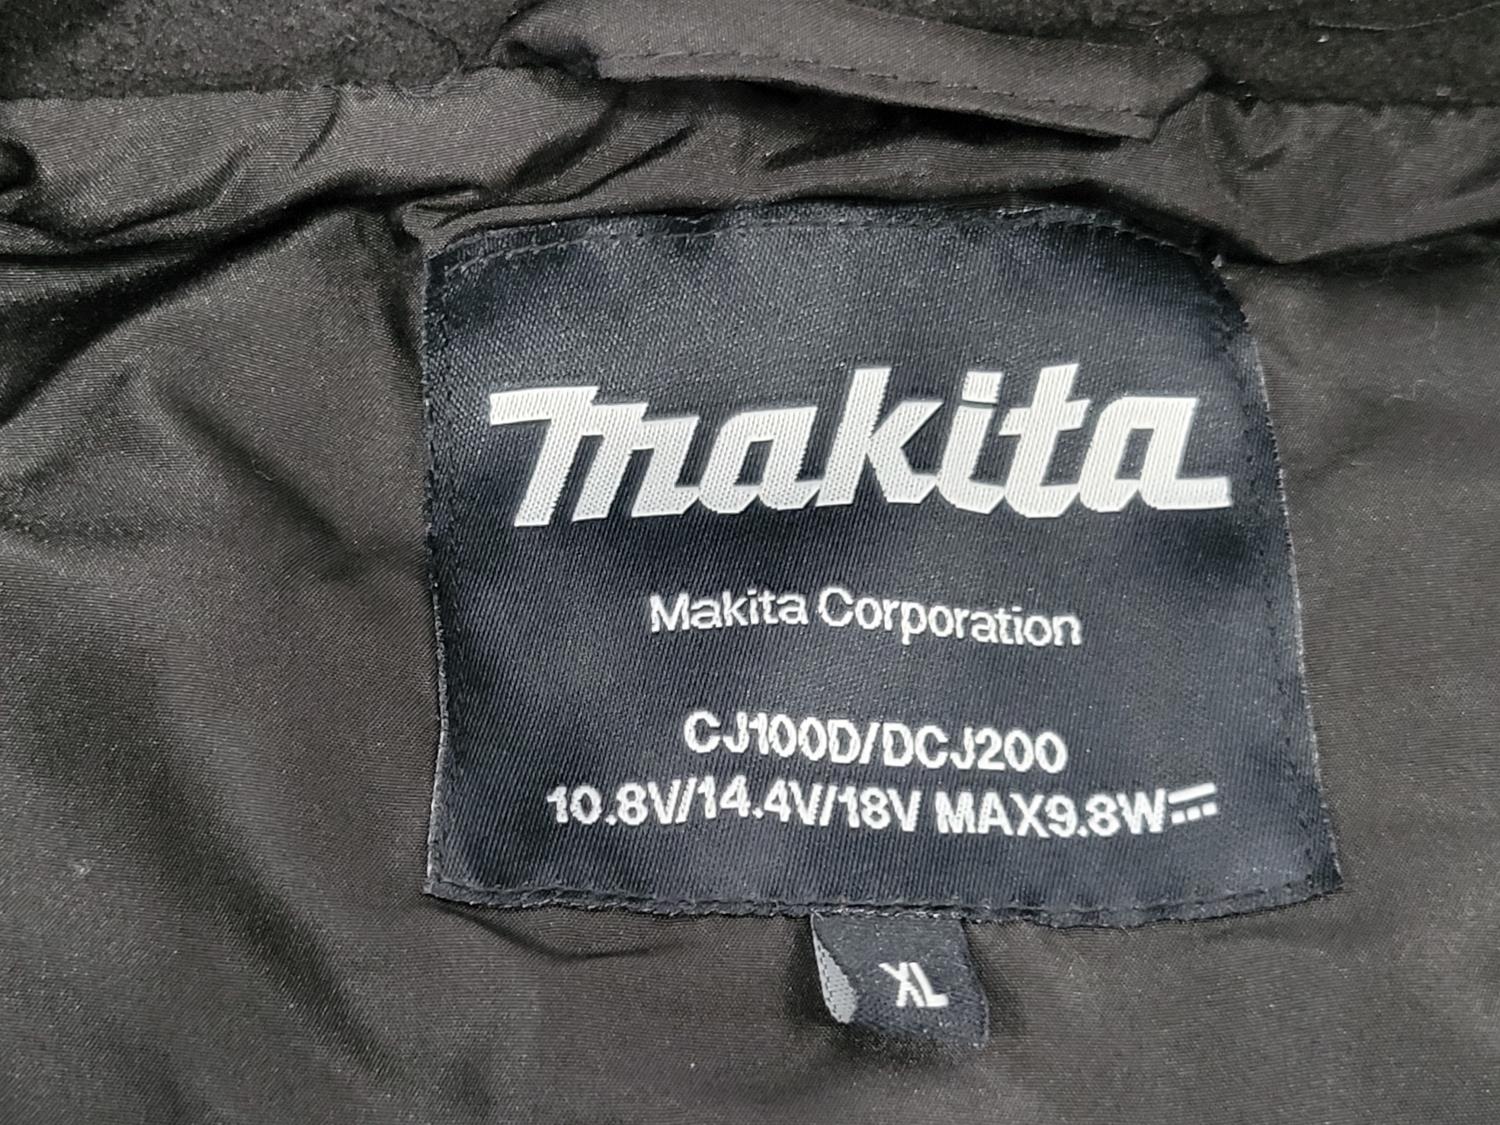 makita
Makita Corporation
CJ100D/DCJ200
10.8V/14.4V/18V MAX9.8W⎓
XL